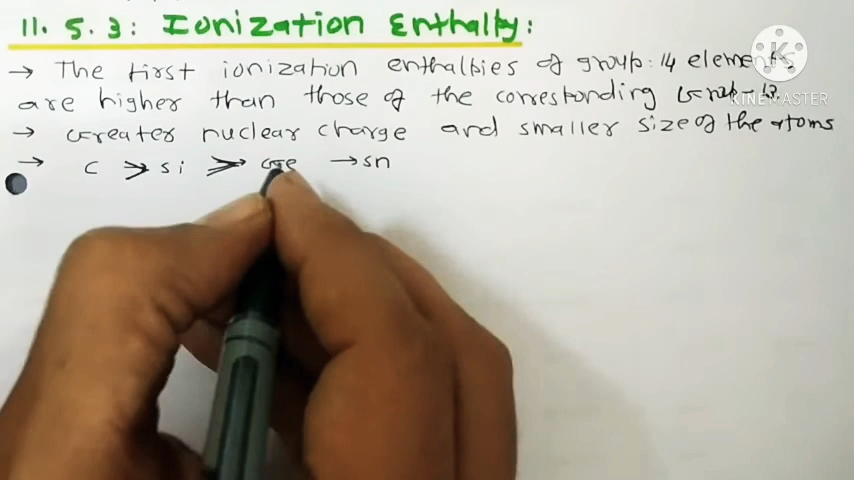 11. 5. 3: Ionization Enthalpy:
→ The first ionization enthalpies of group: 14 elements
are higher than those of the corresponding Group-13
→ Greater nuclear charge and smaller size of the atoms
→ C > Si > Ge → Sn
KINEMASTER